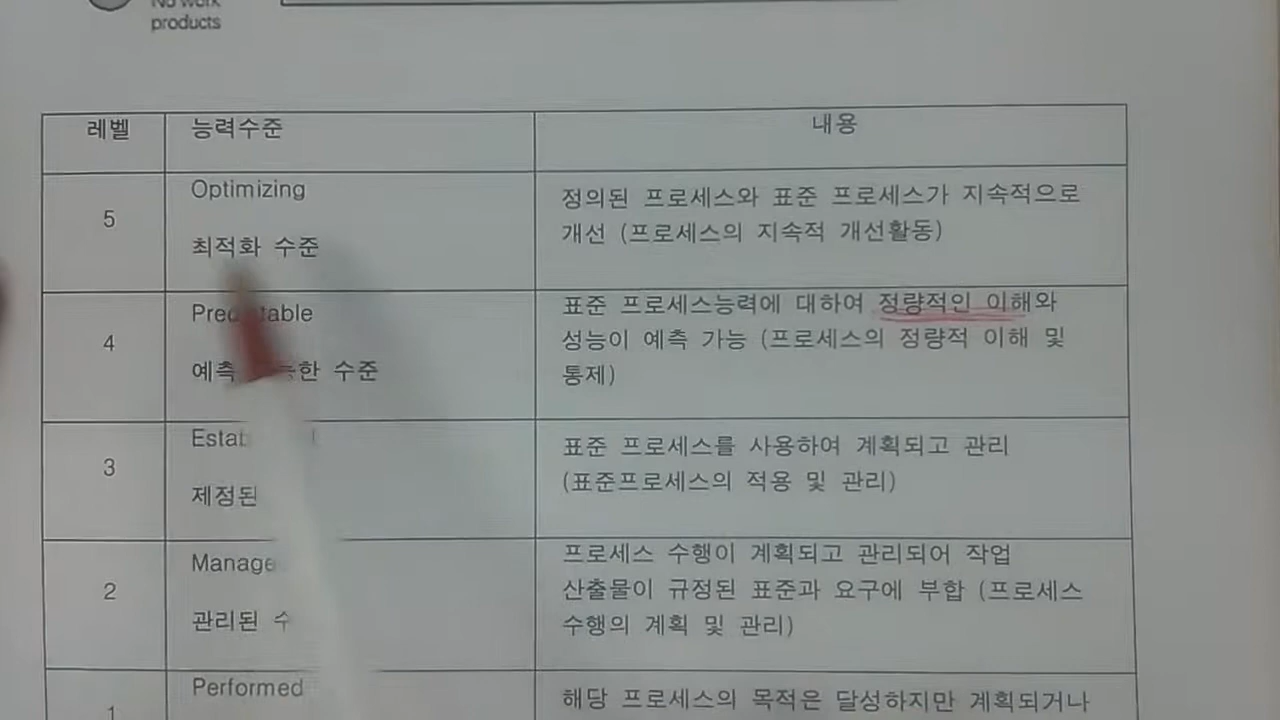 No work
products
레벨 능력수준 내용
Optimizing
정의된 프로세스와 표준 프로세스가 지속적으로
5
최적화 수준
개선 (프로세스의 지속적 개선활동)
표준 프로세스능력에 대하여 정량적인 이해와
4
성능이 예측 가능 (프로세스의 정량적 이해 및
수준
통제)
표준 프로세스를 사용하여 계획되고 관리
3
(표준프로세스의 적용 및 관리)
제정된
프로세스 수행이 계획되고 관리되어 작업
2
산출물이 규정된 표준과 요구에 부합 (프로세스
관리된
수행의 계획 및 관리)
Performed
해당 프로세스의 목적은 달성하지만 계획되거나
1